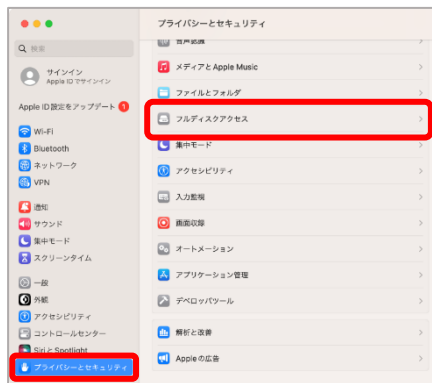 プライバシーとセキュリティ
検索
サインイン
Apple IDでサインイン
Apple ID設定をアップデート 1
Wi-Fi
Bluetooth
ネットワーク
VPN
通知
サウンド
集中モード
スクリーンタイム
一般
外観
アクセシビリティ
コントロールセンター
Siri と Spotlight
プライバシーとセキュリティ
音声認識
メディアと Apple Music
ファイルとフォルダ
フルディスクアクセス
集中モード
アクセシビリティ
入力監視
画面収録
オートメーション
アプリケーション管理
デベロッパツール
解析と改善
Appleの広告